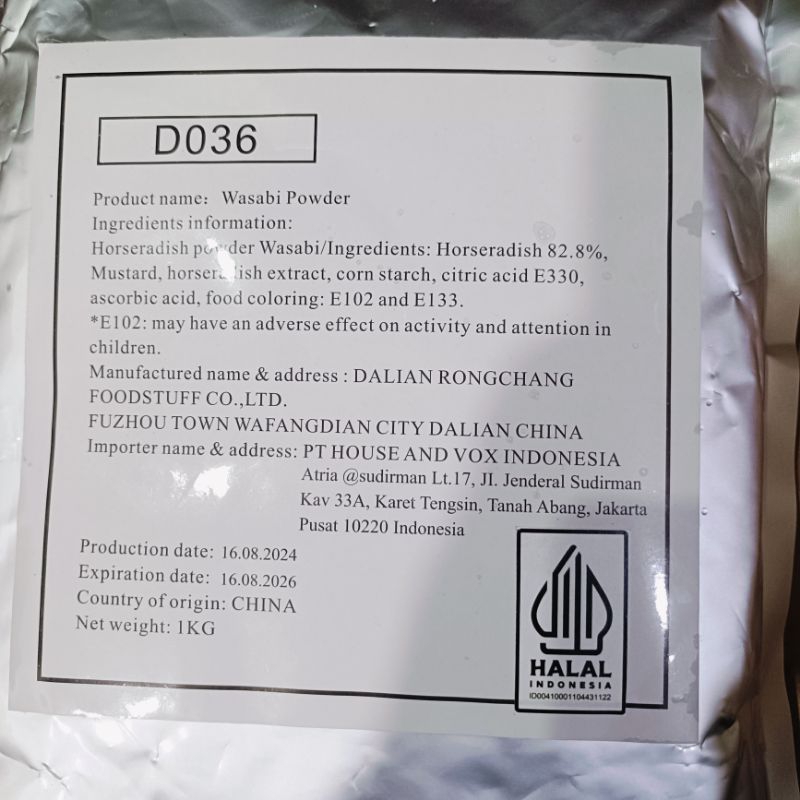 D036
Product name: Wasabi Powder
Ingredients information:
Horseradish powder Wasabi/Ingredients: Horseradish 82.8%,
Mustard, horseradish extract, corn starch, citric acid E330,
ascorbic acid, food coloring: E102 and E133.
*E102: may have an adverse effect on activity and attention in
children.
Manufactured name & address : DALIAN RONGCHANG
FOODSTUFF CO.,LTD.
FUZHOU TOWN WAFANGDIAN CITY DALIAN CHINA
Importer name & address: PT HOUSE AND VOX INDONESIA
Atria @sudirman Lt.17, JI. Jenderal Sudirman
Kav 33A, Karet Tengsin, Tanah Abang, Jakarta
Pusat 10220 Indonesia
Production date: 16.08.2024
Expiration date: 16.08.2026
Country of origin: CHINA
Net weight: 1KG
HALAL
INDONESIA
ID00410001104431122